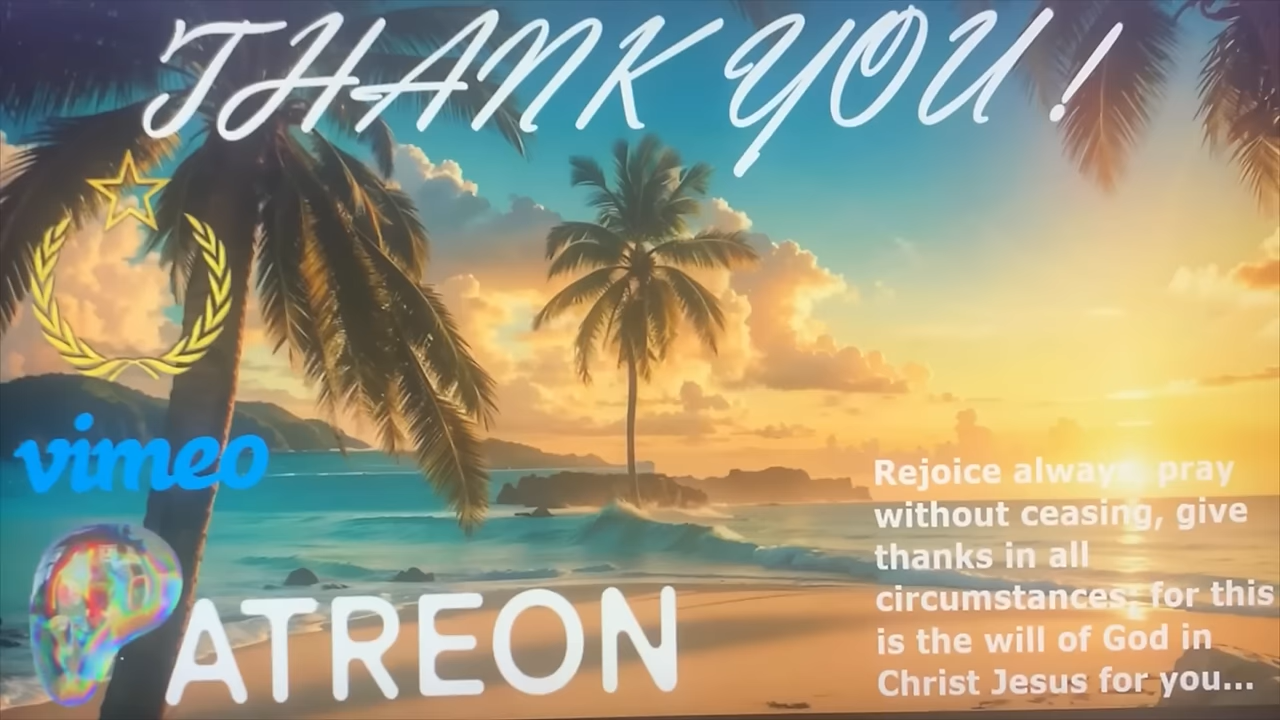 THANK YOU!
vimeo
PATREON
Rejoice always, pray
without ceasing, give
thanks in all
circumstances, for this
is the will of God in
Christ Jesus for you...